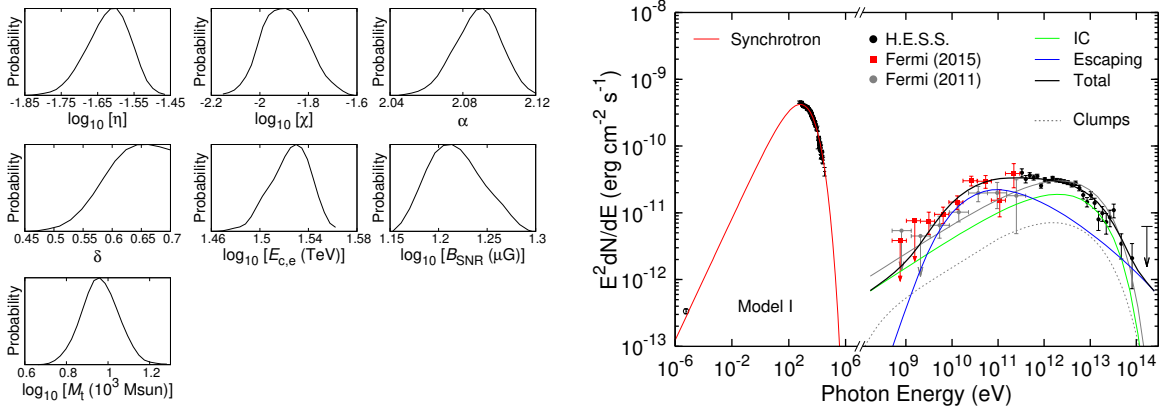 Probability
-1.85 -1.75 -1.65 -1.55 -1.45
log10 [η]
-2.2 -2 -1.8 -1.6
log10 [χ]
Probability
2.04 2.08 2.12
α
Probability
0.45 0.5 0.55 0.6 0.65 0.7
δ
Probability
1.46 1.5 1.54 1.58
log10 [Ec,e (TeV)]
Probability
1.15 1.2 1.25 1.3
log10 [BSNR (μG)]
Probability
0.6 0.8 1 1.2
log10 [Mt (10^3 Msun)]
E^2dN/dE (erg cm^-2 s^-1)
10^-8
10^-9
10^-10
10^-11
10^-12
10^-13
Synchrotron
H.E.S.S.
Fermi (2015)
Fermi (2011)
IC
Escaping
Total
Clumps
Model I
10^-6 10^-4 10^-2 10^0 10^2 10^4 10^6 10^9 10^10 10^11 10^12 10^13 10^14
Photon Energy (eV)